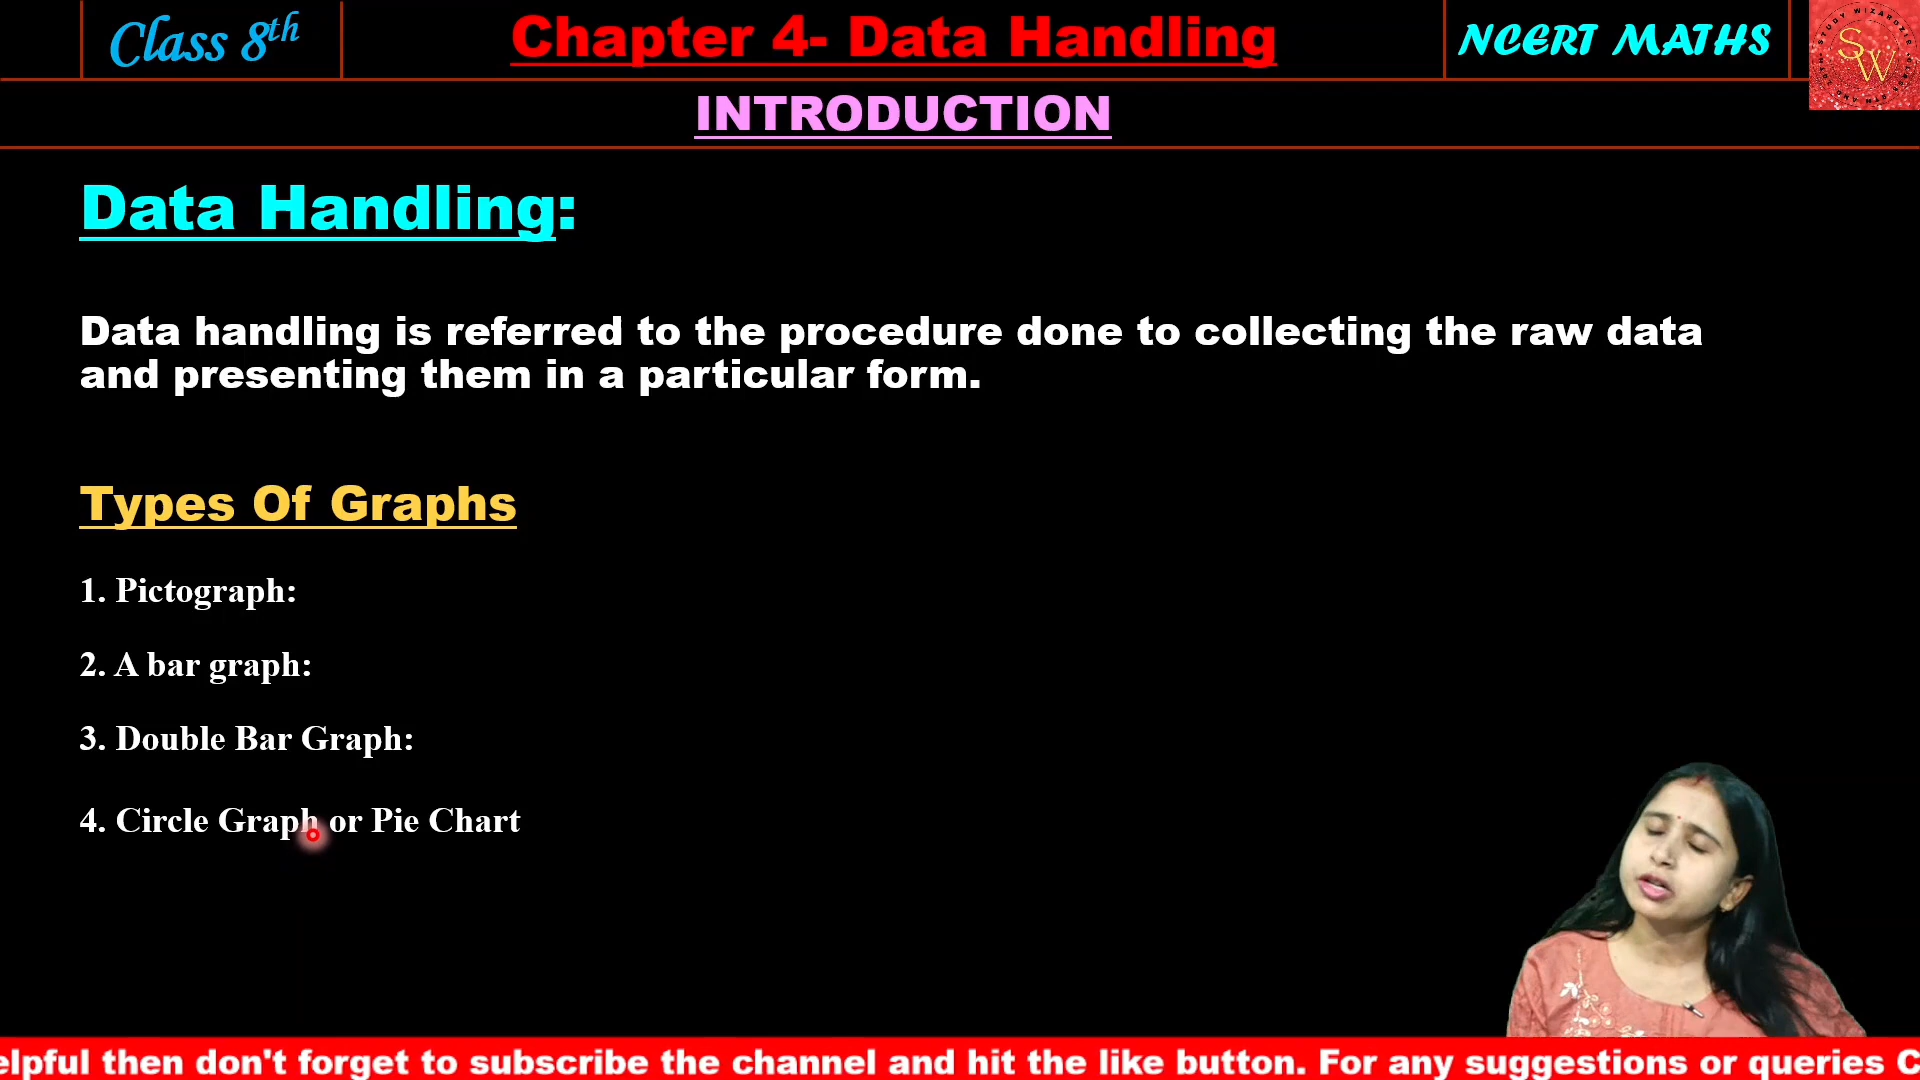 Class 8th
Chapter 4- Data Handling
NCERT MATHS
SW
INTRODUCTION
Data Handling:
Data handling is referred to the procedure done to collecting the raw data
and presenting them in a particular form.
Types Of Graphs
1. Pictograph:
2. A bar graph:
3. Double Bar Graph:
4. Circle Graph or Pie Chart
elpful then don't forget to subscribe the channel and hit the like button. For any suggestions or queries C